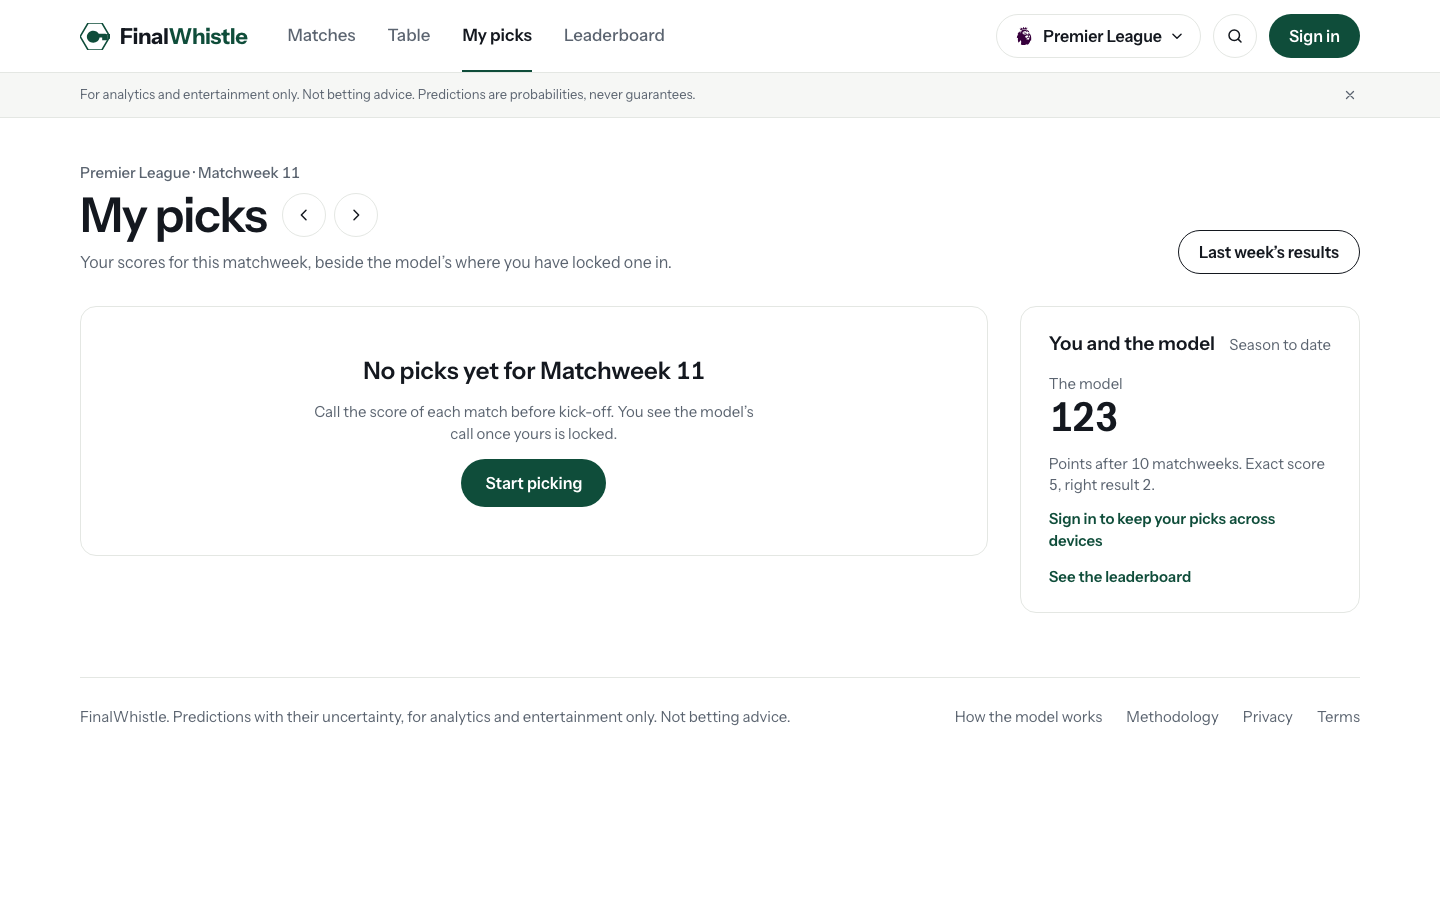 FinalWhistle
Matches
Table
My picks
Leaderboard
Premier League
Sign in
For analytics and entertainment only. Not betting advice. Predictions are probabilities, never guarantees.
Premier League · Matchweek 11
My picks
Your scores for this matchweek, beside the model’s where you have locked one in.
Last week’s results
No picks yet for Matchweek 11
Call the score of each match before kick-off. You see the model’s
call once yours is locked.
Start picking
You and the model
Season to date
The model
123
Points after 10 matchweeks. Exact score
5, right result 2.
Sign in to keep your picks across
devices
See the leaderboard
FinalWhistle. Predictions with their uncertainty, for analytics and entertainment only. Not betting advice.
How the model works
Methodology
Privacy
Terms